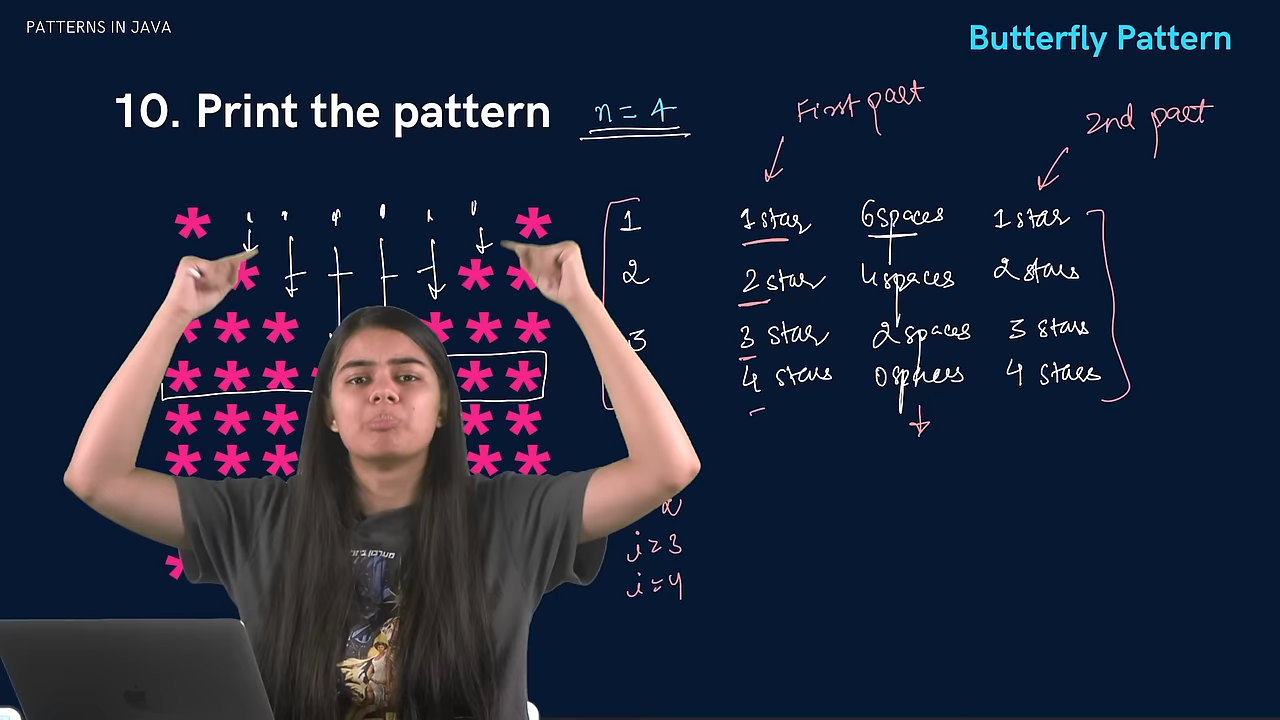 PATTERNS IN JAVA
Butterfly Pattern
10. Print the pattern n = 4
First part
2nd part
1 1 star 6 spaces 1 star
2 2 star 4 spaces 2 stars
3 3 star 2 spaces 3 stars
4 stars 0 spaces 4 stars
2
i=3
i=4